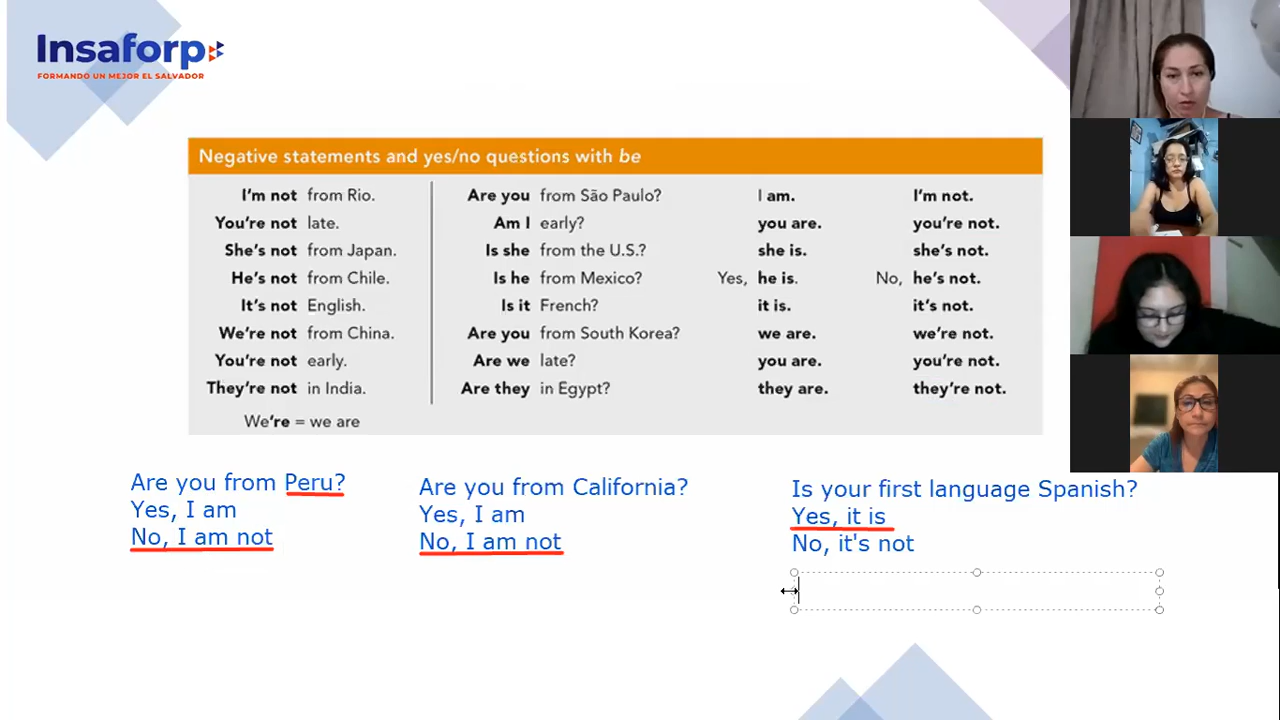 Insaforp
FORMANDO UN MEJOR EL SALVADOR
Negative statements and yes/no questions with be
I'm not from Rio. Are you from São Paulo? I am. I'm not.
You're not late. Am I early? you are. you're not.
She's not from Japan. Is she from the U.S.? she is. she's not.
He's not from Chile. Is he from Mexico? Yes, he is. No, he's not.
It's not English. Is it French? it is. it's not.
We're not from China. Are you from South Korea? we are. we're not.
You're not early. Are we late? you are. you're not.
They're not in India. Are they in Egypt? they are. they're not.
We're = we are
Are you from Peru?
Yes, I am
No, I am not
Are you from California?
Yes, I am
No, I am not
Is your first language Spanish?
Yes, it is
No, it's not